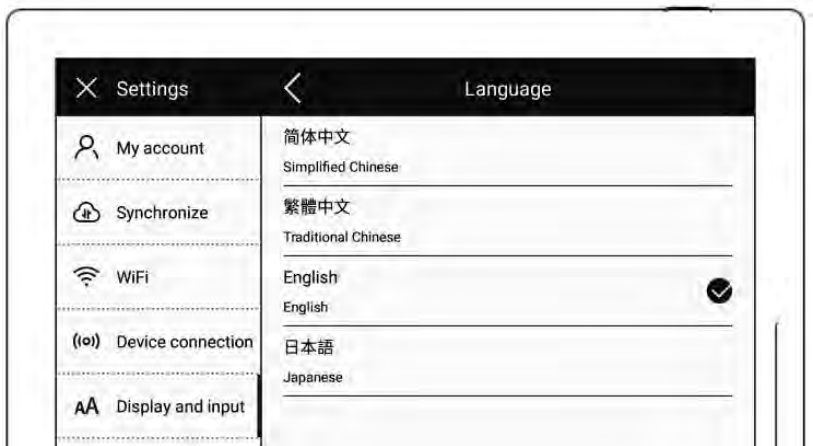 Settings
Language
My account
Synchronize
WiFi
Device connection
AA Display and input
简体中文
Simplified Chinese
繁體中文
Traditional Chinese
English
English
日本語
Japanese